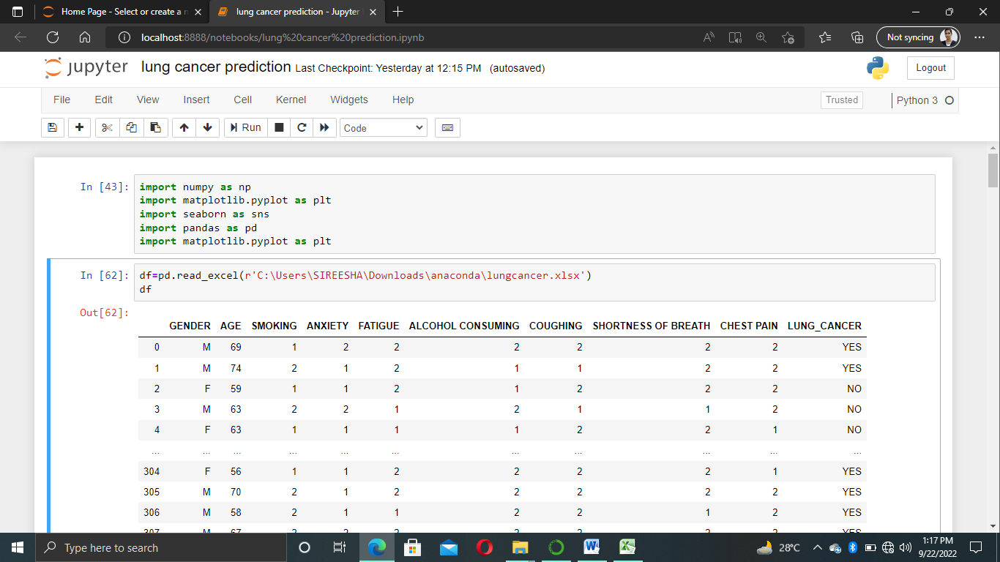 Home Page - Select or create a n
lung cancer prediction - Jupyter
localhost:8888/notebooks/lung%20cancer%20prediction.ipynb
Not syncing
jupyter lung cancer prediction Last Checkpoint: Yesterday at 12:15 PM (autosaved)
Logout
File Edit View Insert Cell Kernel Widgets Help
Trusted
Python 3
Run
Code
In [43]:
import numpy as np
import matplotlib.pyplot as plt
import seaborn as sns
import pandas as pd
import matplotlib.pyplot as plt
In [62]:
df=pd.read_excel(r'C:\Users\SIREESHA\Downloads\anaconda\lungcancer.xlsx')
df
Out[62]:
GENDER AGE SMOKING ANXIETY FATIGUE ALCOHOL CONSUMING COUGHING SHORTNESS OF BREATH CHEST PAIN LUNG_CANCER
0 M 69 1 2 2 2 2 2 2 YES
1 M 74 2 1 2 1 1 2 2 YES
2 F 59 1 1 2 1 2 2 2 NO
3 M 63 2 2 1 2 1 1 2 NO
4 F 63 1 1 1 1 2 2 1 NO
... ... ... ... ... ... ... ... ... ... ...
304 F 56 1 1 2 2 2 2 1 YES
305 M 70 2 1 2 2 2 2 2 YES
306 M 58 2 1 1 2 2 1 2 YES
307 M 67 2 2 2 2 2 2 2 YES
Type here to search
28°C
1:17 PM
9/22/2022